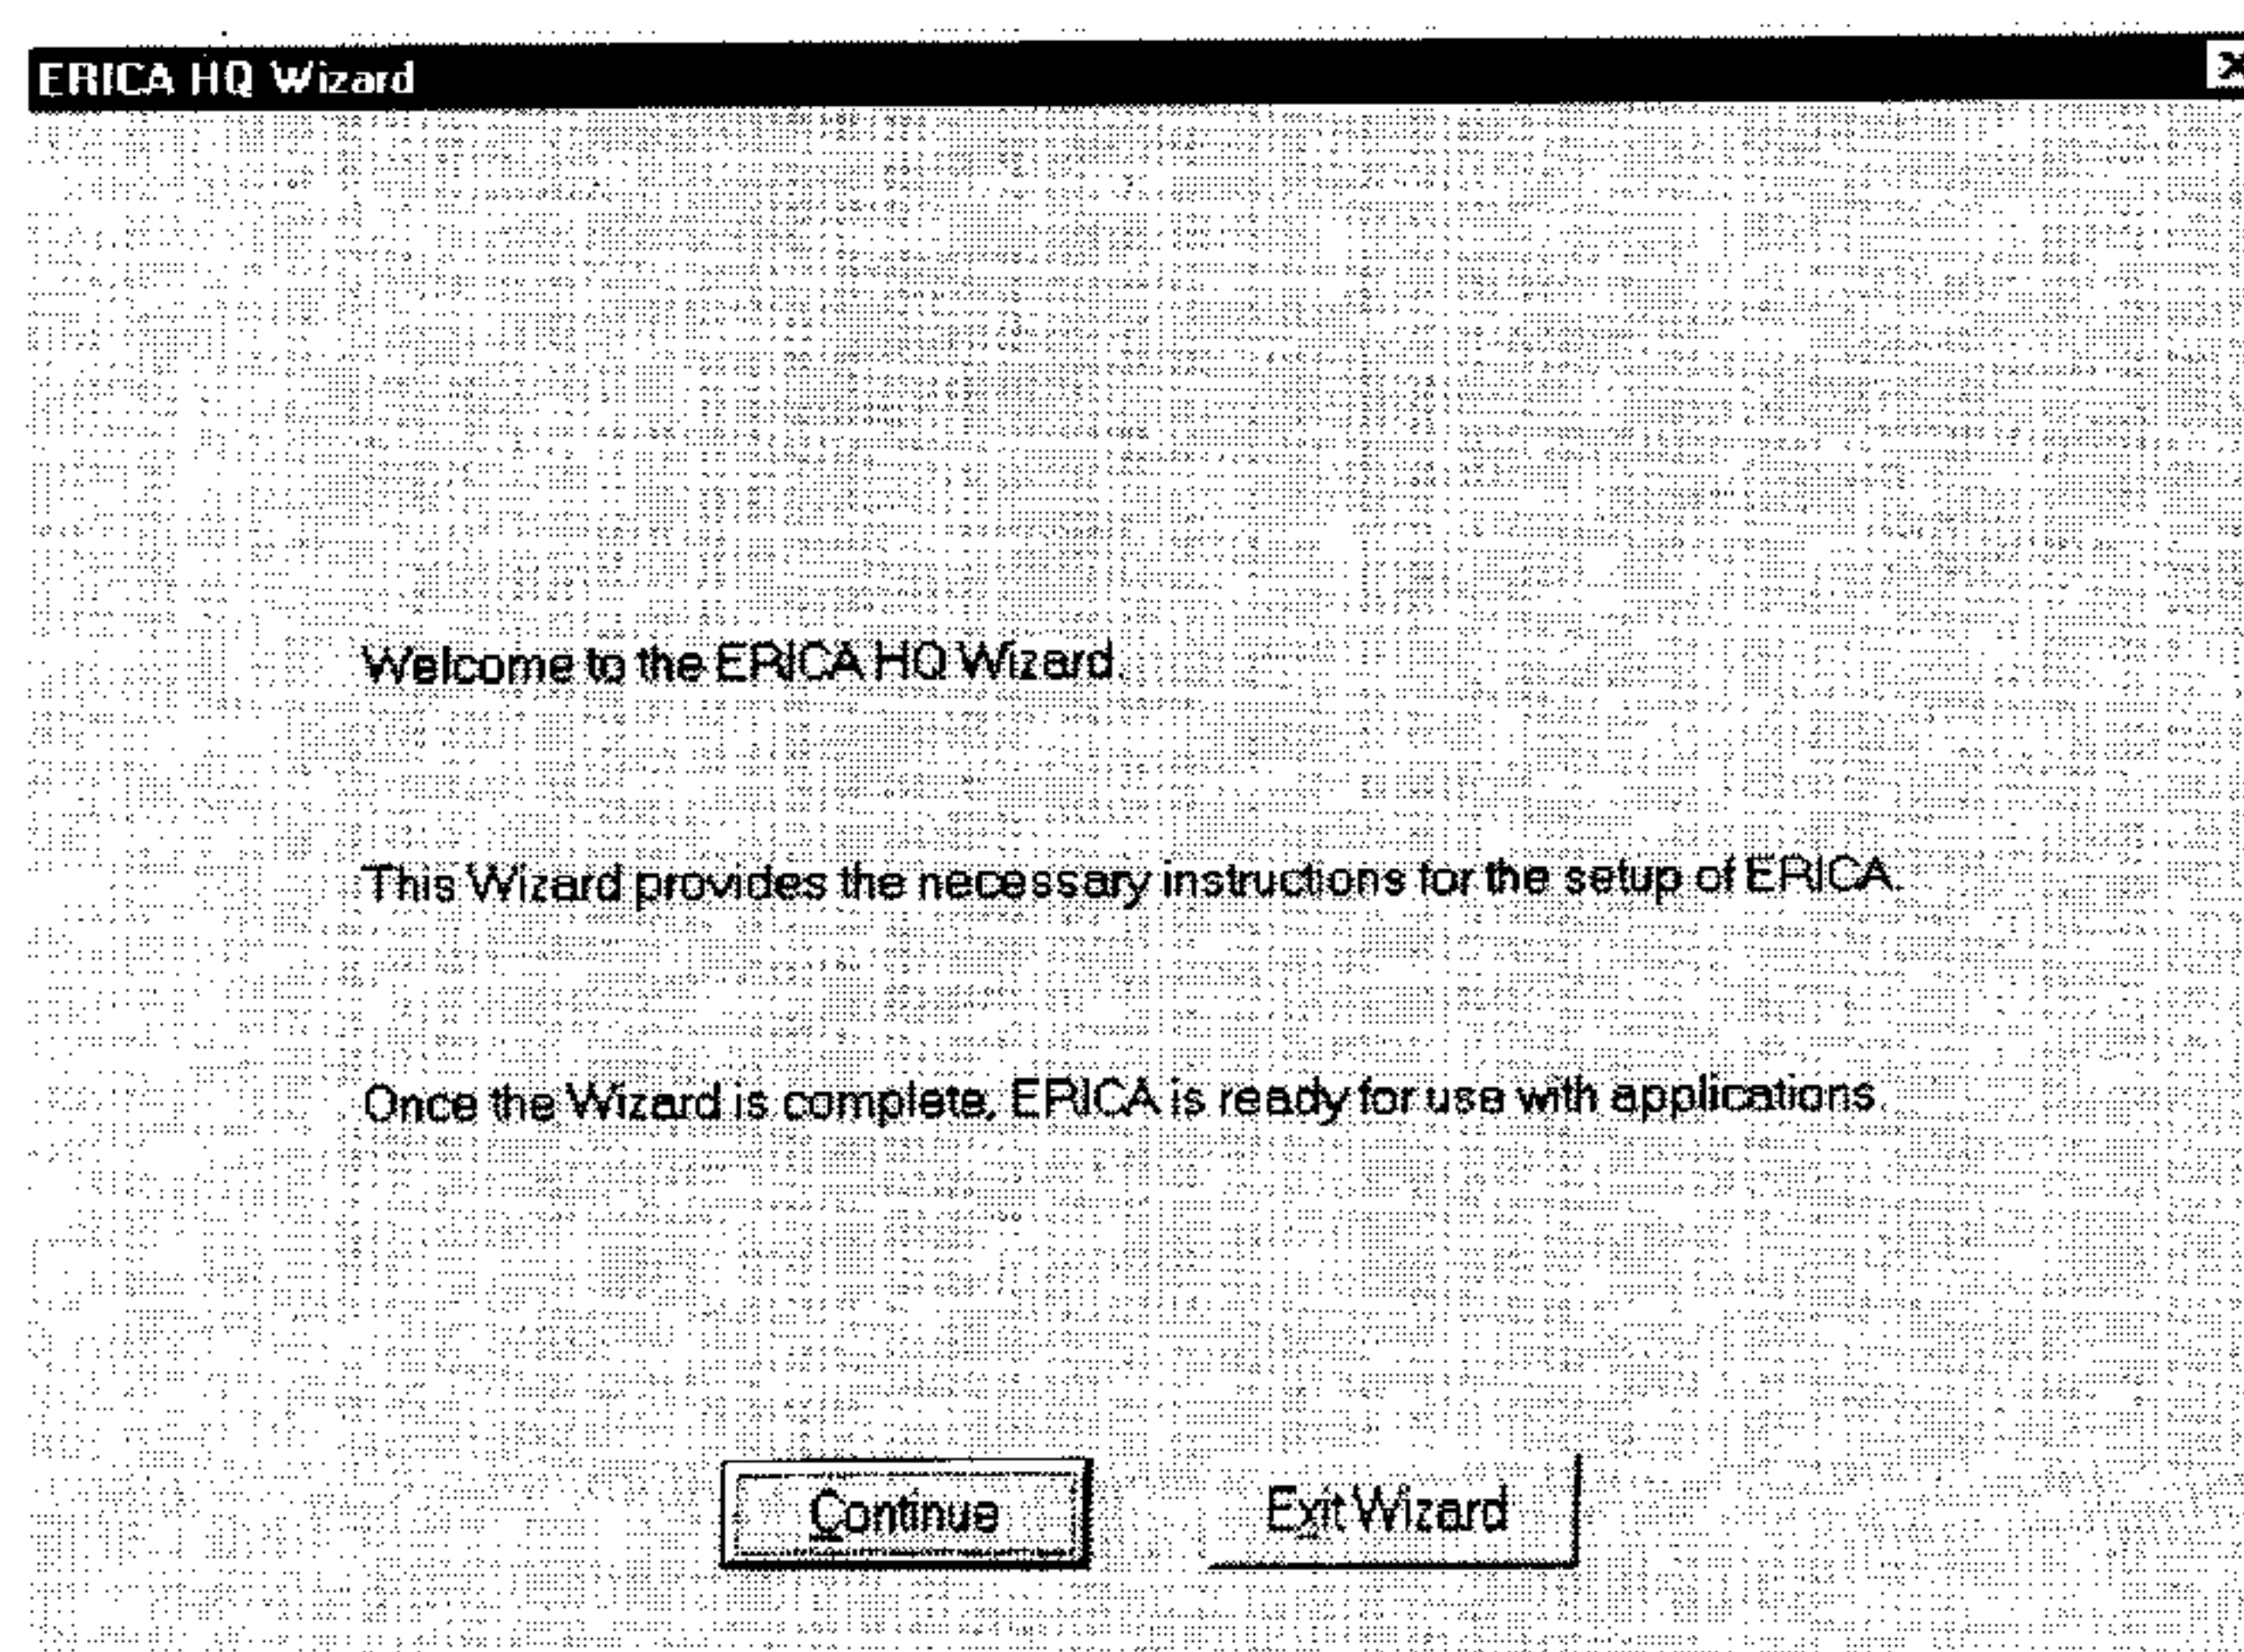 ERICA HQ Wizard
Welcome to the ERICA HQ Wizard.
This Wizard provides the necessary instructions for the setup of ERICA.
Once the Wizard is complete, ERICA is ready for use with applications.
Continue
Exit Wizard